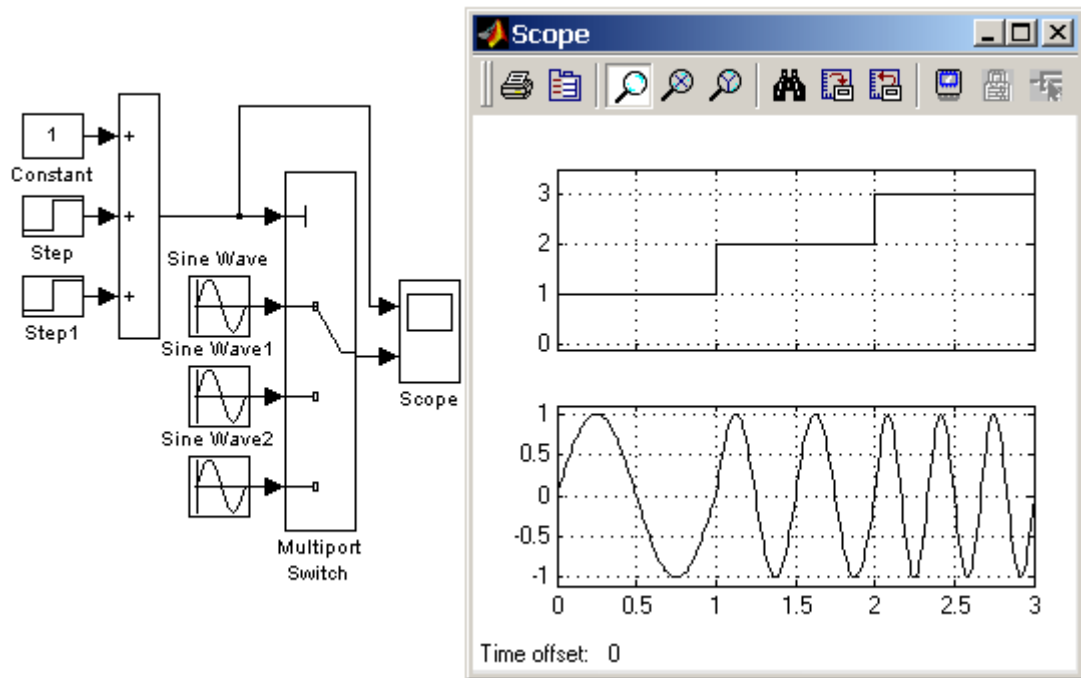 1
Constant
Step
Step1
+
+
+
Sine Wave
Sine Wave1
Sine Wave2
Multiport
Switch
Scope
Scope
3
2
1
0
1
0.5
0
-0.5
-1
0 0.5 1 1.5 2 2.5 3
Time offset: 0